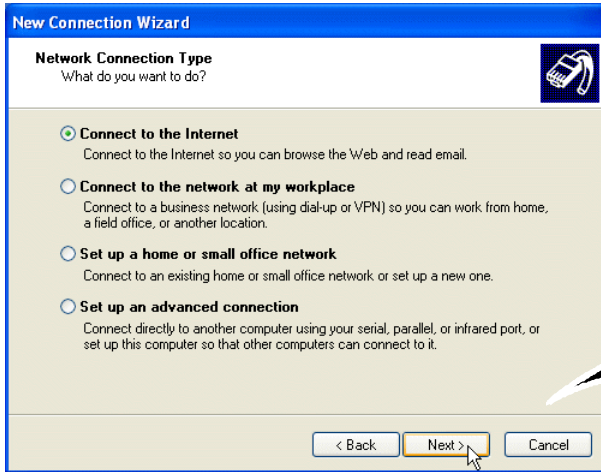 New Connection Wizard
Network Connection Type
What do you want to do?
Connect to the Internet
Connect to the Internet so you can browse the Web and read email.
Connect to the network at my workplace
Connect to a business network (using dial-up or VPN) so you can work from home,
a field office, or another location.
Set up a home or small office network
Connect to an existing home or small office network or set up a new one.
Set up an advanced connection
Connect directly to another computer using your serial, parallel, or infrared port, or
set up this computer so that other computers can connect to it.
< Back Next > Cancel